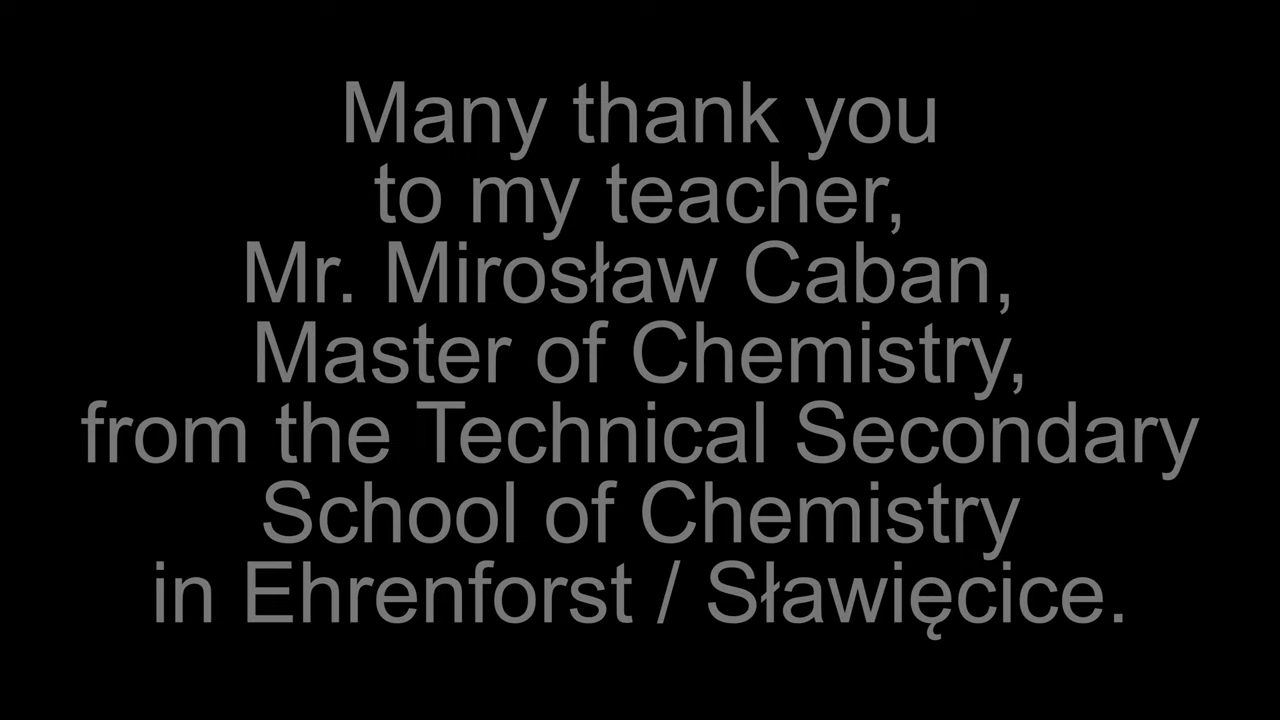 Many thank you
to my teacher,
Mr. Mirosław Caban,
Master of Chemistry,
from the Technical Secondary
School of Chemistry
in Ehrenforst / Sławięcice.